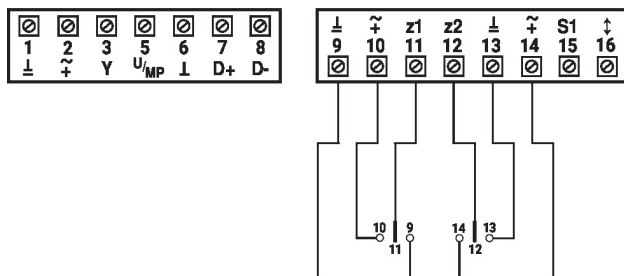 1 2 3 5 6 7 8
⏚ ~+ Y U/MP ⊥ D+ D-
⏚ ~+ z1 z2 ⏚ ~+ S1 ↕
9 10 11 12 13 14 15 16
10 9 14 13
11 12